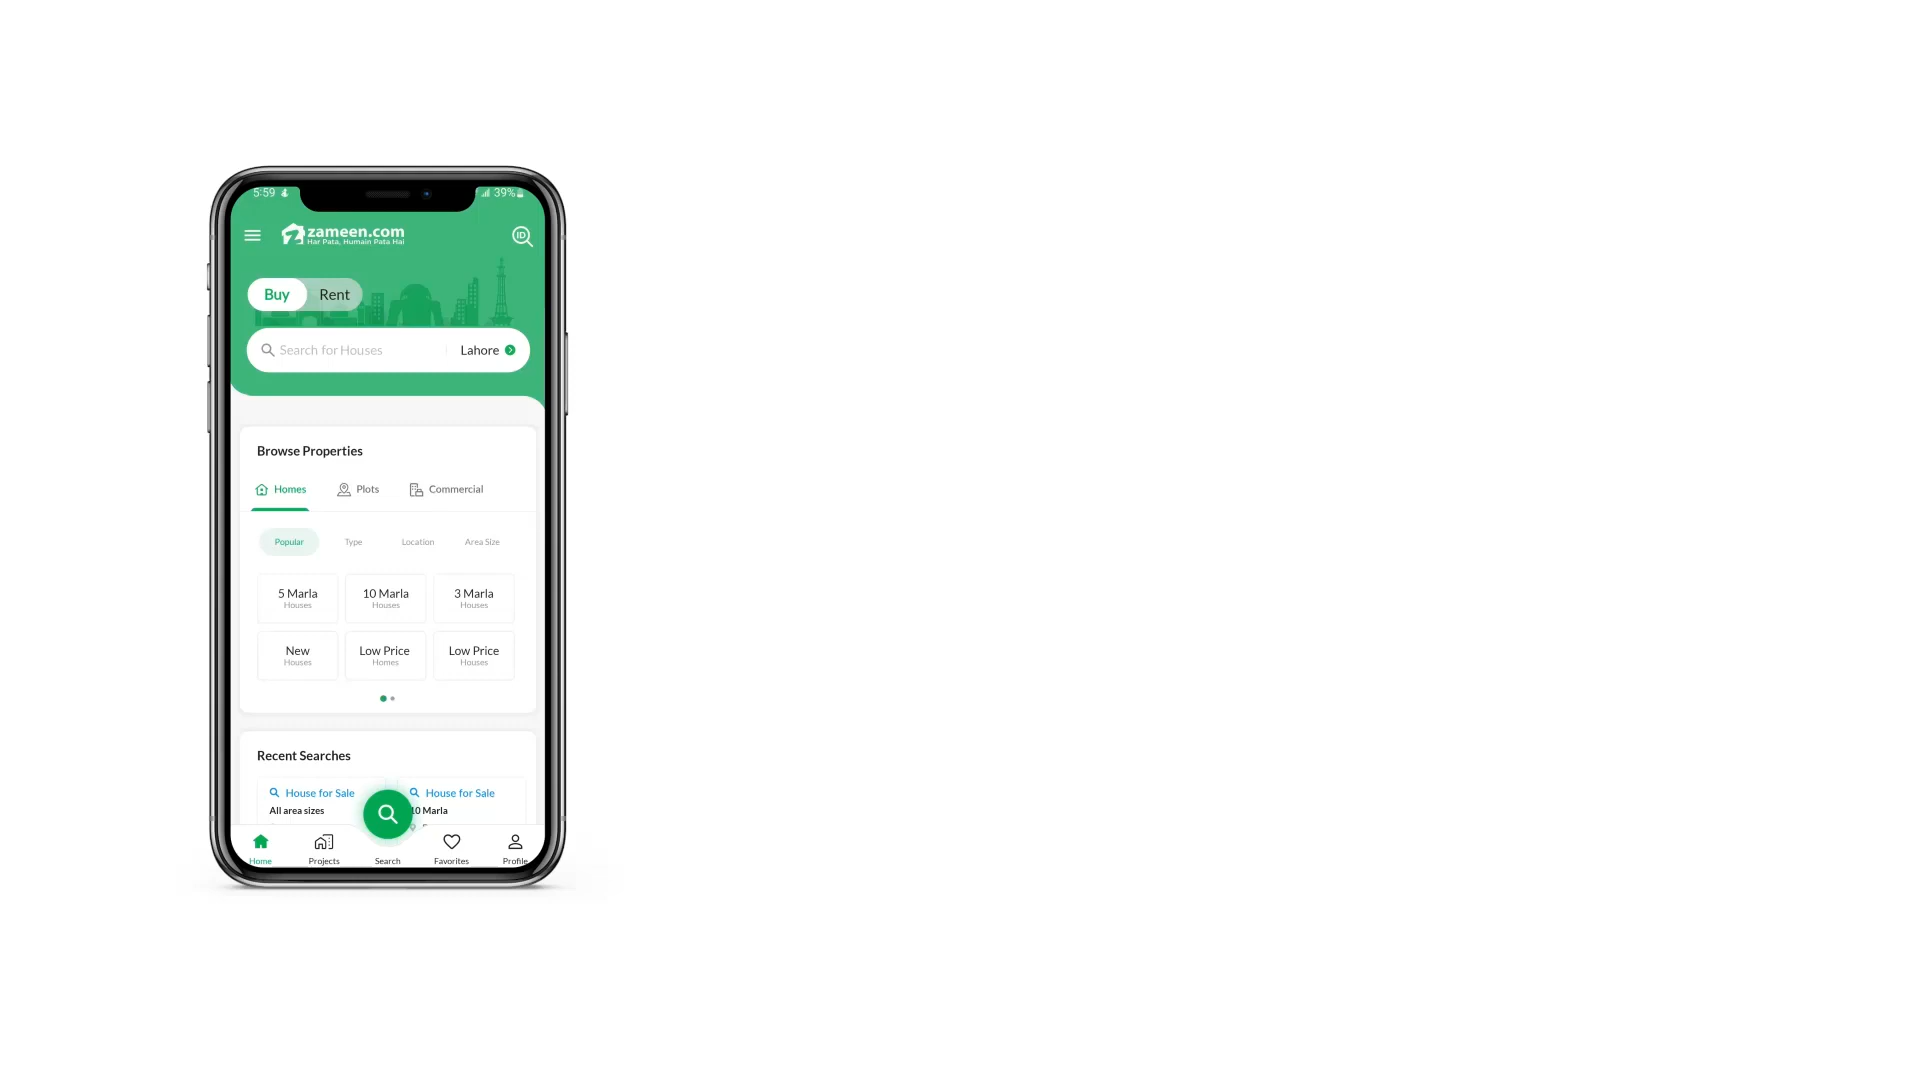 5:59
39%
zameen.com
Har Pata, Humain Pata Hai
ID
Buy Rent
Search for Houses Lahore
Browse Properties
Homes Plots Commercial
Popular Type Location Area Size
5 Marla 10 Marla 3 Marla
Houses Houses Houses
New Low Price Low Price
Houses Homes Houses
Recent Searches
House for Sale House for Sale
All area sizes 10 Marla
Home Projects Search Favorites Profile